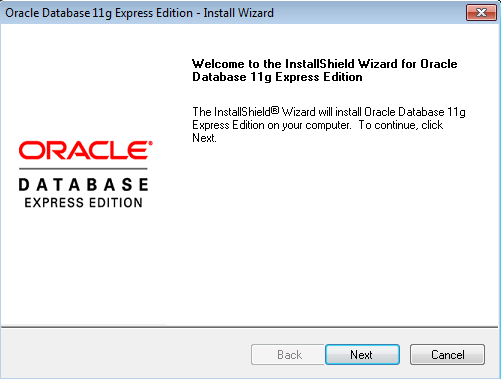 Oracle Database 11g Express Edition - Install Wizard
Welcome to the InstallShield Wizard for Oracle
Database 11g Express Edition
The InstallShield® Wizard will install Oracle Database 11g
Express Edition on your computer. To continue, click
Next.
ORACLE®
DATABASE
EXPRESS EDITION
Back
Next
Cancel